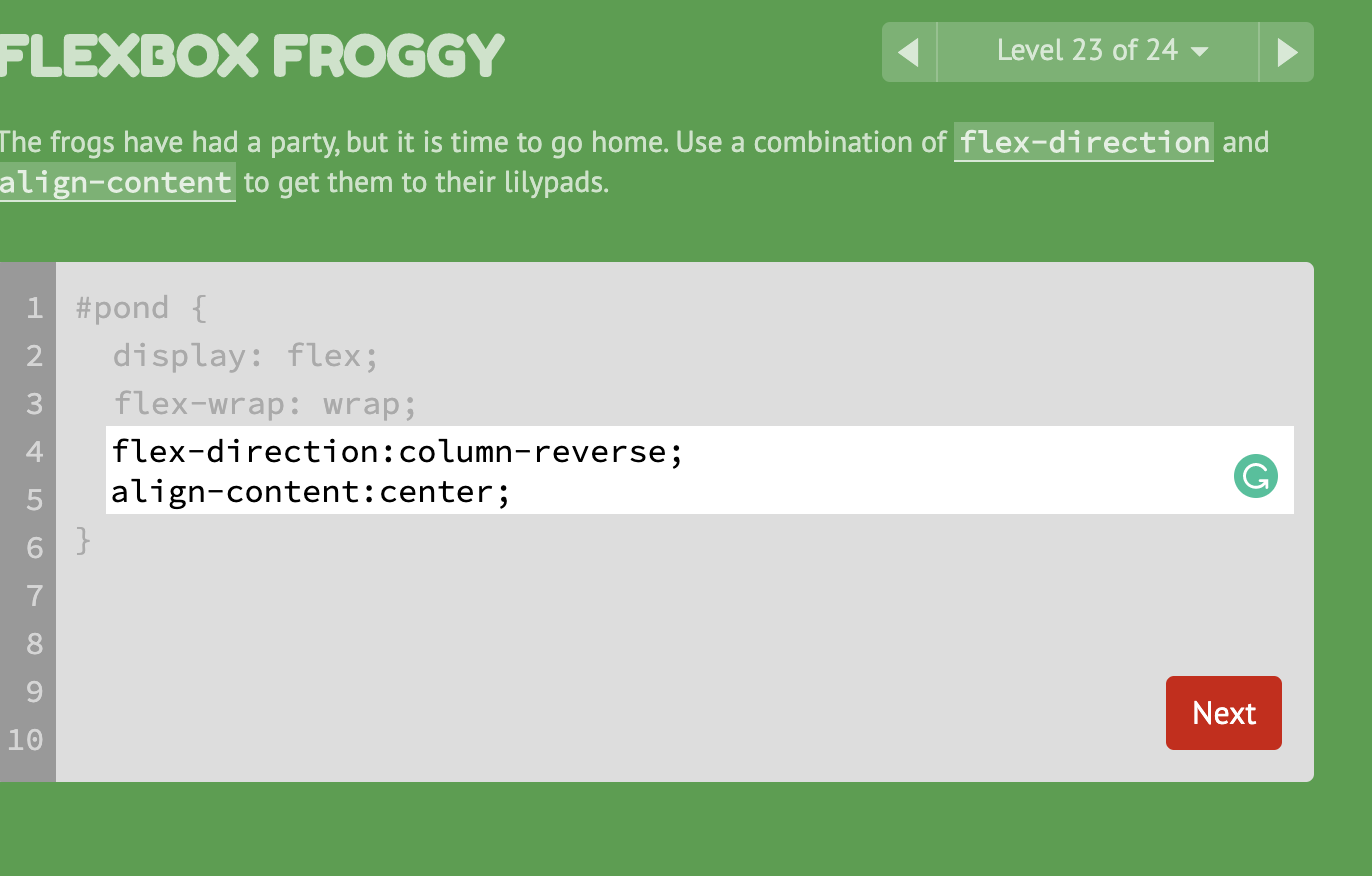 FLEXBOX FROGGY
Level 23 of 24
The frogs have had a party, but it is time to go home. Use a combination of flex-direction and
align-content to get them to their lilypads.
1 #pond {
2 display: flex;
3 flex-wrap: wrap;
4 flex-direction:column-reverse;
5 align-content:center;
6 }
7
8
9
10
Next